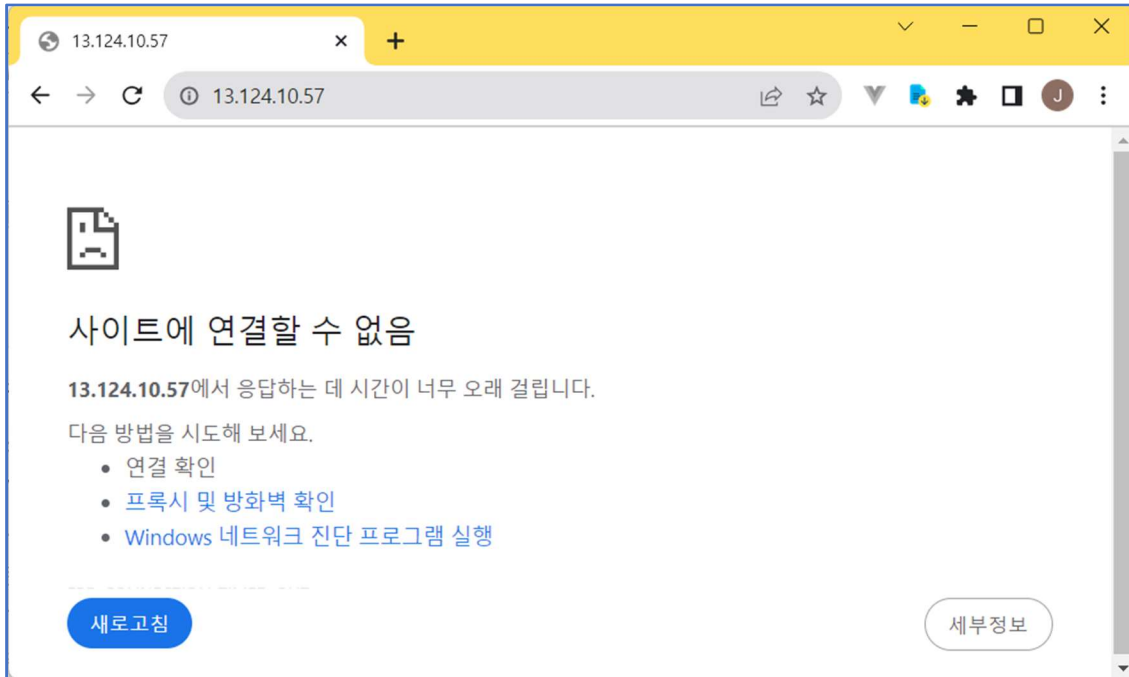 13.124.10.57
13.124.10.57
J
사이트에 연결할 수 없음
13.124.10.57에서 응답하는 데 시간이 너무 오래 걸립니다.
다음 방법을 시도해 보세요.
연결 확인
프록시 및 방화벽 확인
Windows 네트워크 진단 프로그램 실행
새로고침
세부정보